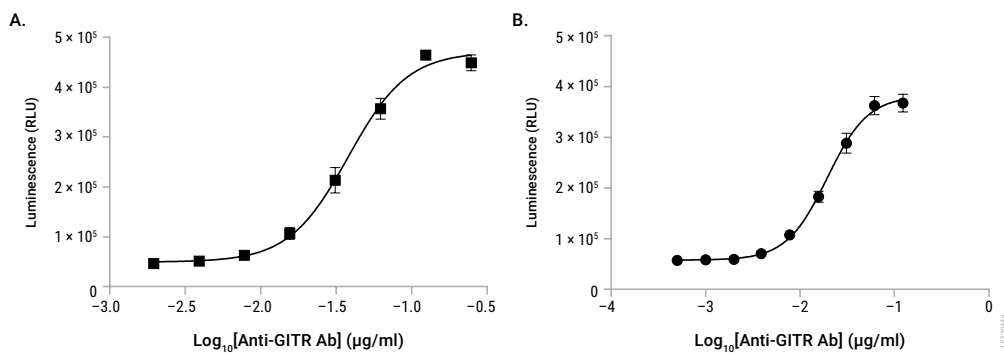 A.
Luminescence (RLU)
5 × 10⁵
4 × 10⁵
3 × 10⁵
2 × 10⁵
1 × 10⁵
0
−3.0 −2.5 −2.0 −1.5 −1.0 −0.5
Log₁₀[Anti-GITR Ab] (µg/ml)
B.
Luminescence (RLU)
5 × 10⁵
4 × 10⁵
3 × 10⁵
2 × 10⁵
1 × 10⁵
0
−4 −3 −2 −1 0
Log₁₀[Anti-GITR Ab] (µg/ml)